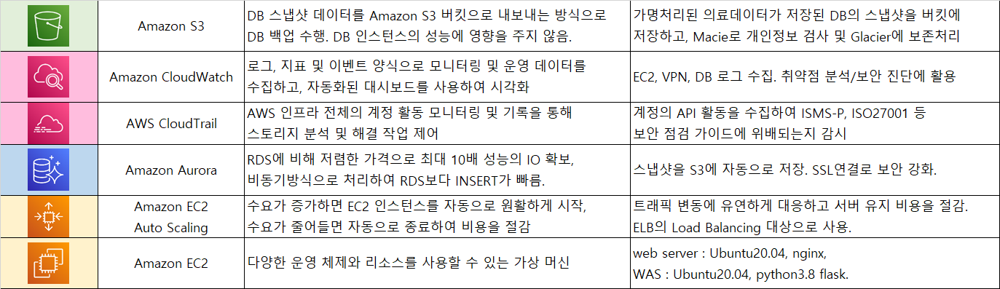 Amazon S3
DB 스냅샷 데이터를 Amazon S3 버킷으로 내보내는 방식으로
DB 백업 수행. DB 인스턴스의 성능에 영향을 주지 않음.
가명처리된 의료데이터가 저장된 DB의 스냅샷을 버킷에
저장하고, Macie로 개인정보 검사 및 Glacier에 보존처리
Amazon CloudWatch
로그, 지표 및 이벤트 양식으로 모니터링 및 운영 데이터를
수집하고, 자동화된 대시보드를 사용하여 시각화
EC2, VPN, DB 로그 수집. 취약점 분석/보안 진단에 활용
AWS CloudTrail
AWS 인프라 전체의 계정 활동 모니터링 및 기록을 통해
스토리지 분석 및 해결 작업 제어
계정의 API 활동을 수집하여 ISMS-P, ISO27001 등
보안 점검 가이드에 위배되는지 감시
Amazon Aurora
RDS에 비해 저렴한 가격으로 최대 10배 성능의 IO 확보,
비동기방식으로 처리하여 RDS보다 INSERT가 빠름.
스냅샷을 S3에 자동으로 저장. SSL연결로 보안 강화.
Amazon EC2
Auto Scaling
수요가 증가하면 EC2 인스턴스를 자동으로 원활하게 시작,
수요가 줄어들면 자동으로 종료하여 비용을 절감
트래픽 변동에 유연하게 대응하고 서버 유지 비용을 절감.
ELB의 Load Balancing 대상으로 사용.
Amazon EC2
다양한 운영 체제와 리소스를 사용할 수 있는 가상 머신
web server : Ubuntu20.04, nginx,
WAS : Ubuntu20.04, python3.8 flask.